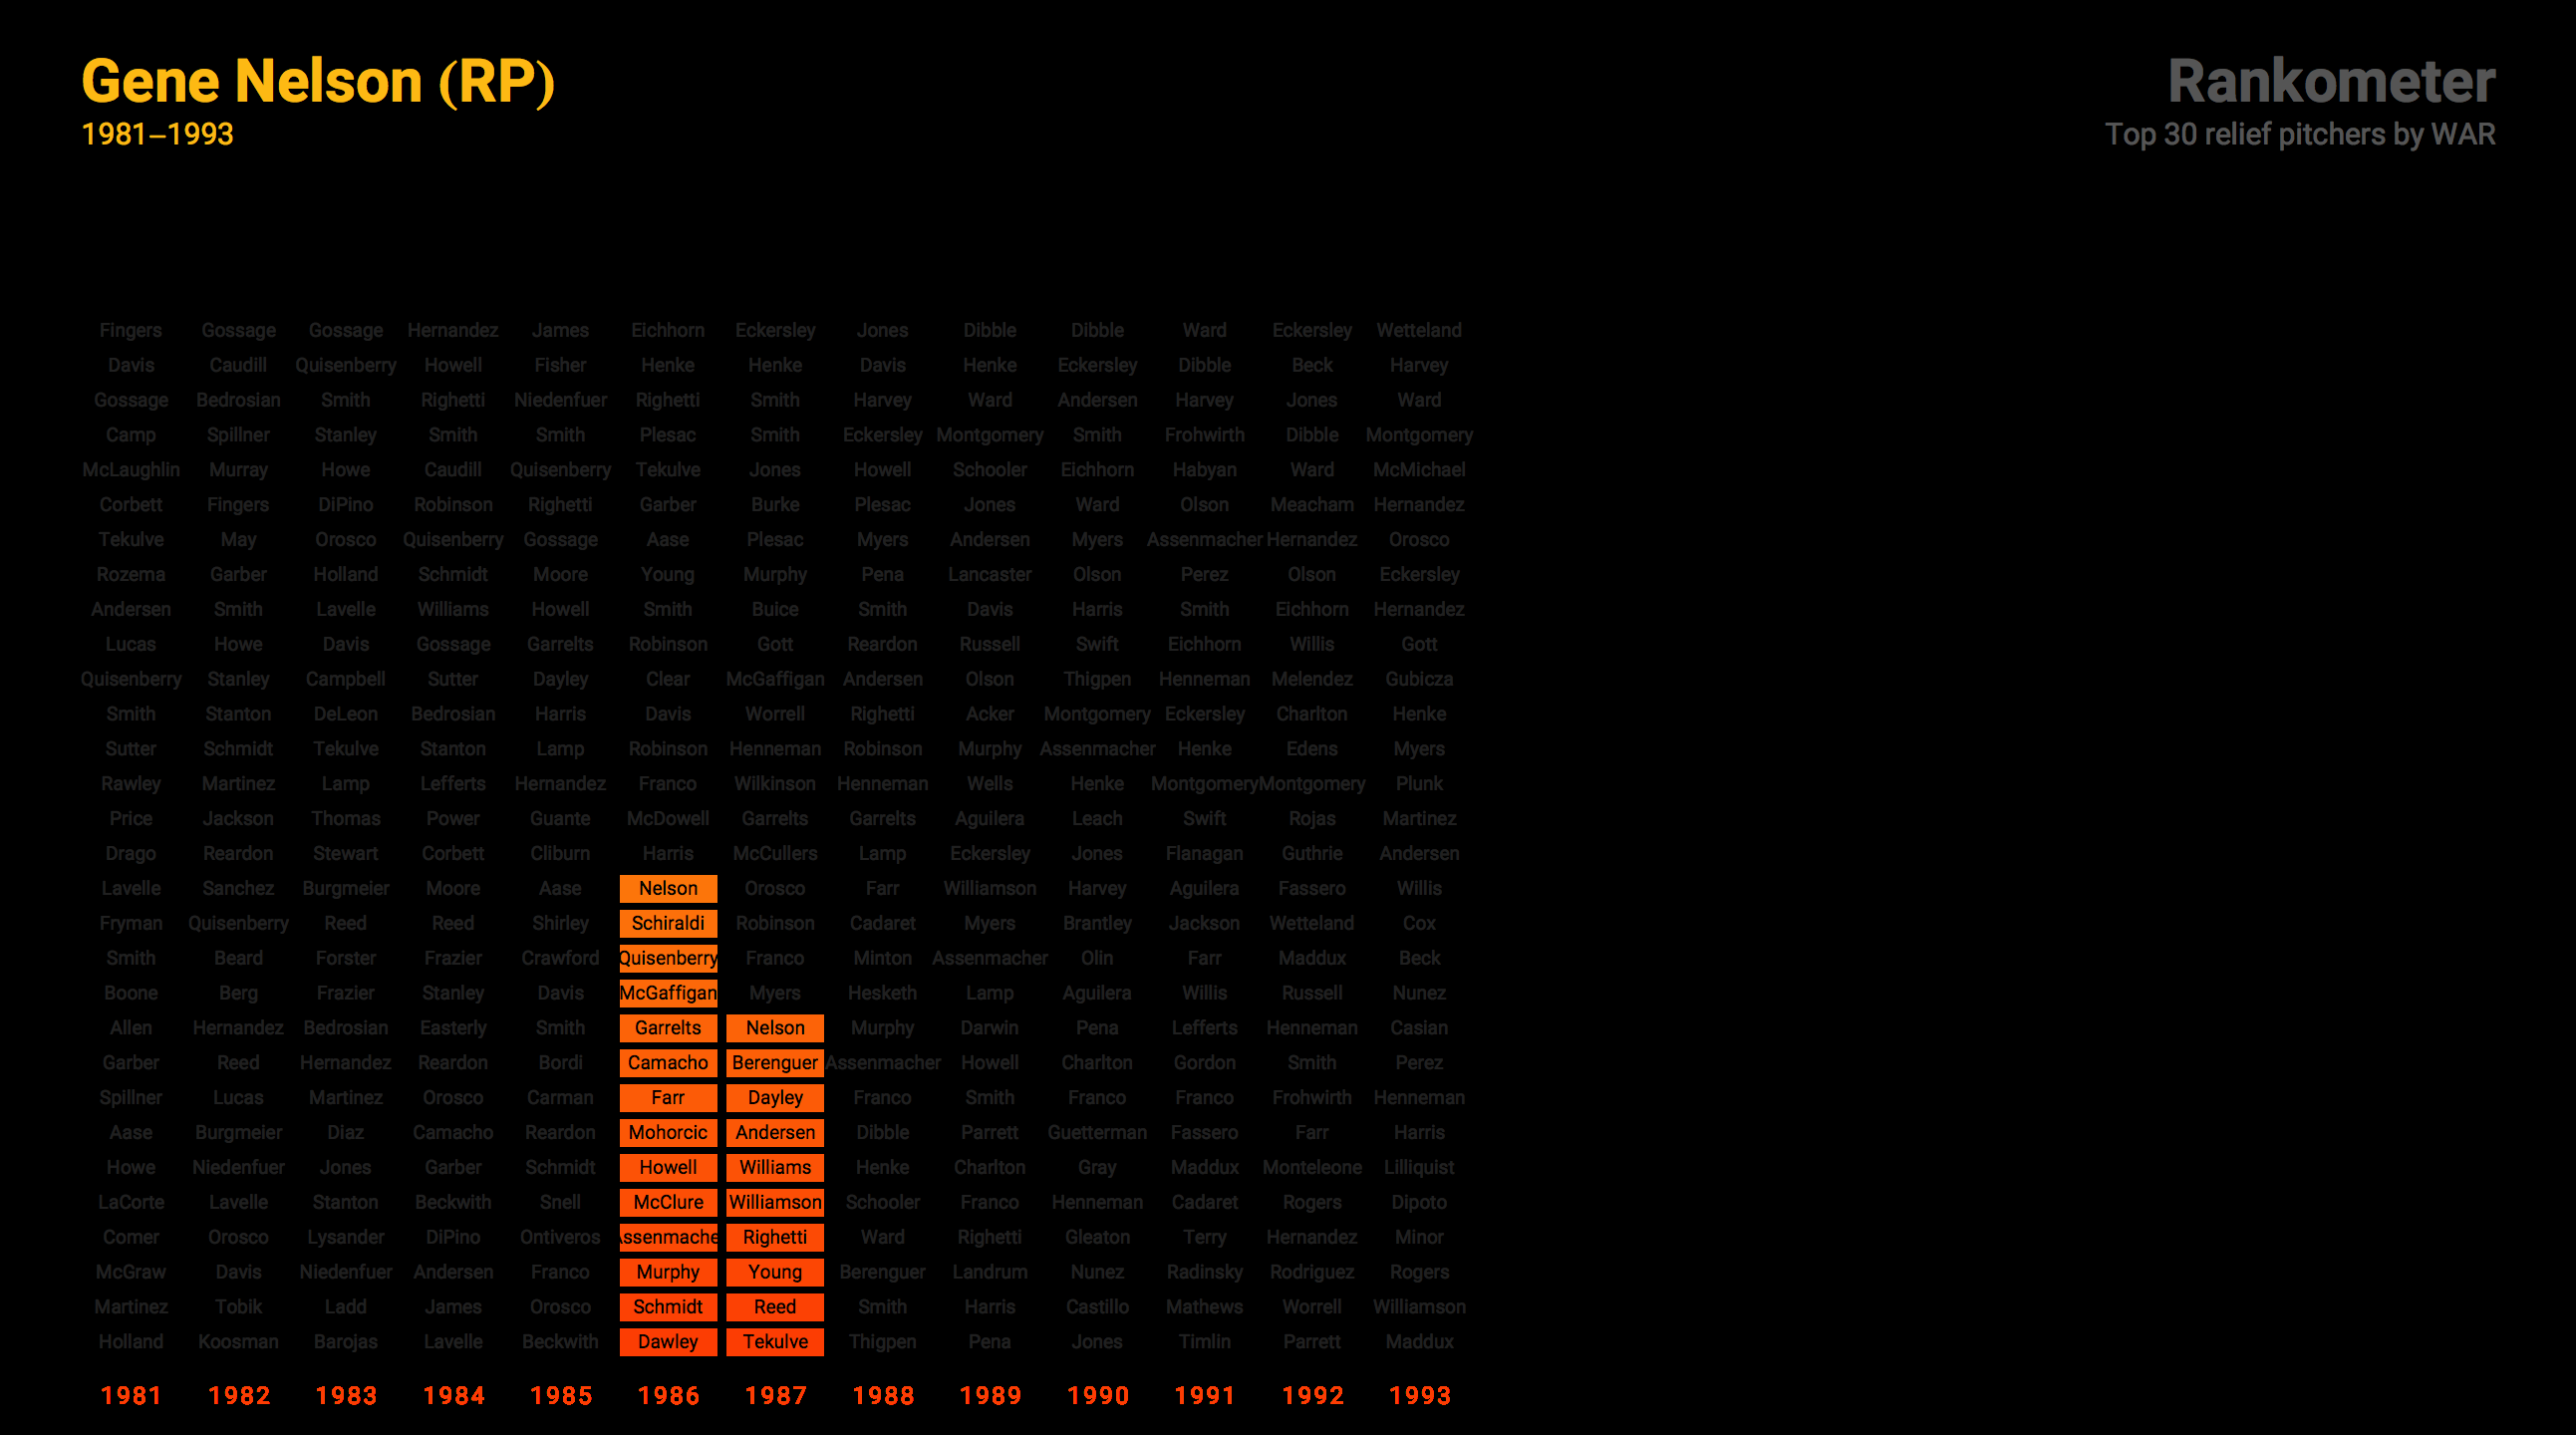 Gene Nelson (RP)
1981–1993
Rankometer
Top 30 relief pitchers by WAR
Fingers Gossage Gossage Hernandez James Eichhorn Eckersley Jones Dibble Dibble Ward Eckersley Wetteland
Davis Caudill Quisenberry Howell Fisher Henke Henke Davis Henke Eckersley Dibble Beck Harvey
Gossage Bedrosian Smith Righetti Niedenfuer Righetti Smith Harvey Ward Andersen Harvey Jones Ward
Camp Spillner Stanley Smith Smith Plesac Smith Eckersley Montgomery Smith Frohwirth Dibble Montgomery
McLaughlin Murray Howe Caudill Quisenberry Tekulve Jones Howell Schooler Eichhorn Habyan Ward McMichael
Corbett Fingers DiPino Robinson Righetti Garber Burke Plesac Jones Ward Olson Meacham Hernandez
Tekulve May Orosco Quisenberry Gossage Aase Plesac Myers Andersen Myers Assenmacher Hernandez Orosco
Rozema Garber Holland Schmidt Moore Young Murphy Pena Lancaster Olson Perez Olson Eckersley
Andersen Smith Lavelle Williams Howell Smith Buice Smith Davis Harris Smith Eichhorn Hernandez
Lucas Howe Davis Gossage Garrelts Robinson Gott Reardon Russell Swift Eichhorn Willis Gott
Quisenberry Stanley Campbell Sutter Dayley Clear McGaffigan Andersen Olson Thigpen Henneman Melendez Gubicza
Smith Stanton DeLeon Bedrosian Harris Davis Worrell Righetti Acker Montgomery Eckersley Charlton Henke
Sutter Schmidt Tekulve Stanton Lamp Robinson Henneman Robinson Murphy Assenmacher Henke Edens Myers
Rawley Martinez Lamp Lefferts Hernandez Franco Wilkinson Henneman Wells Henke Montgomery Montgomery Plunk
Price Jackson Thomas Power Guante McDowell Garrelts Garrelts Aguilera Leach Swift Rojas Martinez
Drago Reardon Stewart Corbett Cliburn Harris McCullers Lamp Eckersley Jones Flanagan Guthrie Andersen
Lavelle Sanchez Burgmeier Moore Aase Nelson Orosco Farr Williamson Harvey Aguilera Fassero Willis
Fryman Quisenberry Reed Reed Shirley Schiraldi Robinson Cadaret Myers Brantley Jackson Wetteland Cox
Smith Beard Forster Frazier Crawford Quisenberry Franco Minton Assenmacher Olin Farr Maddux Beck
Boone Berg Frazier Stanley Davis McGaffigan Myers Hesketh Lamp Aguilera Willis Russell Nunez
Allen Hernandez Bedrosian Easterly Smith Garrelts Nelson Murphy Darwin Pena Lefferts Henneman Casian
Garber Reed Hernandez Reardon Bordi Camacho Berenguer Assenmacher Howell Charlton Gordon Smith Perez
Spillner Lucas Martinez Orosco Carman Farr Dayley Franco Smith Franco Franco Frohwirth Henneman
Aase Burgmeier Diaz Camacho Reardon Mohorcic Andersen Dibble Parrett Guetterman Fassero Farr Harris
Howe Niedenfuer Jones Garber Schmidt Howell Williams Henke Charlton Gray Maddux Monteleone Lilliquist
LaCorte Lavelle Stanton Beckwith Snell McClure Williamson Schooler Franco Henneman Cadaret Rogers Dipoto
Comer Orosco Lysander DiPino Ontiveros Assenmache Righetti Ward Righetti Gleaton Terry Hernandez Minor
McGraw Davis Niedenfuer Andersen Franco Murphy Young Berenguer Landrum Nunez Radinsky Rodriguez Rogers
Martinez Tobik Ladd James Orosco Schmidt Reed Smith Harris Castillo Mathews Worrell Williamson
Holland Koosman Barojas Lavelle Beckwith Dawley Tekulve Thigpen Pena Jones Timlin Parrett Maddux
1981 1982 1983 1984 1985 1986 1987 1988 1989 1990 1991 1992 1993